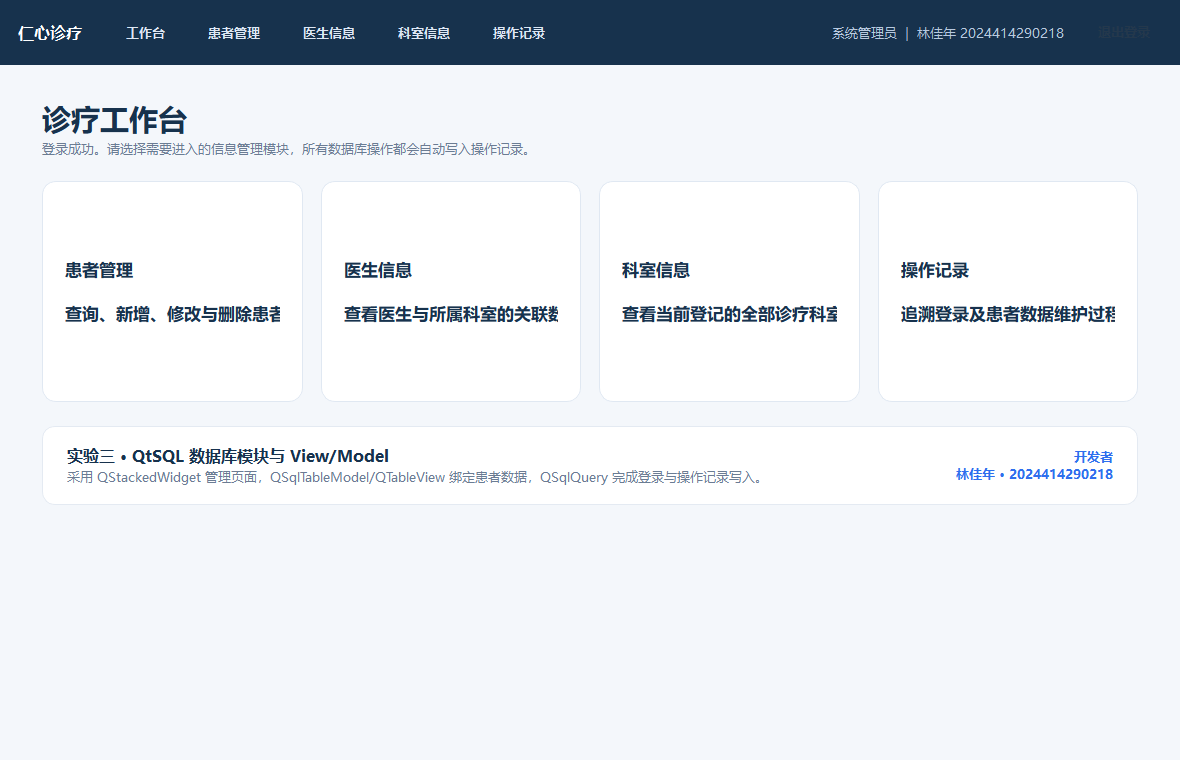 仁心诊疗 工作台 患者管理 医生信息 科室信息 操作记录 系统管理员 | 林佳年 2024414290218 退出登录
诊疗工作台
登录成功。请选择需要进入的信息管理模块，所有数据库操作都会自动写入操作记录。
患者管理
查询、新增、修改与删除患
医生信息
查看医生与所属科室的关联
科室信息
查看当前登记的全部诊疗科
操作记录
追溯登录及患者数据维护过
实验三 • QtSQL 数据库模块与 View/Model
采用 QStackedWidget 管理页面，QSqlTableModel/QTableView 绑定患者数据，QSqlQuery 完成登录与操作记录写入。
开发者
林佳年 • 2024414290218